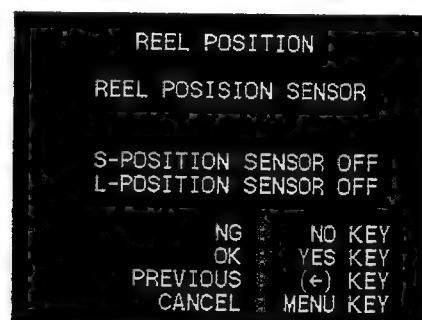 REEL POSITION
REEL POSISION SENSOR
S-POSITION SENSOR OFF
L-POSITION SENSOR OFF
NG NO KEY
OK YES KEY
PREVIOUS (←) KEY
CANCEL MENU KEY